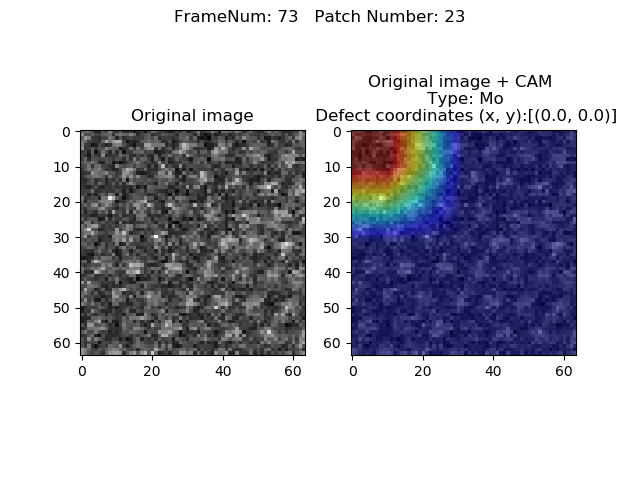 FrameNum: 73   Patch Number: 23
Original image
Original image + CAM
Type: Mo
Defect coordinates (x, y):[(0.0, 0.0)]
0
10
20
30
40
50
60
0 20 40 60
0
10
20
30
40
50
60
0 20 40 60